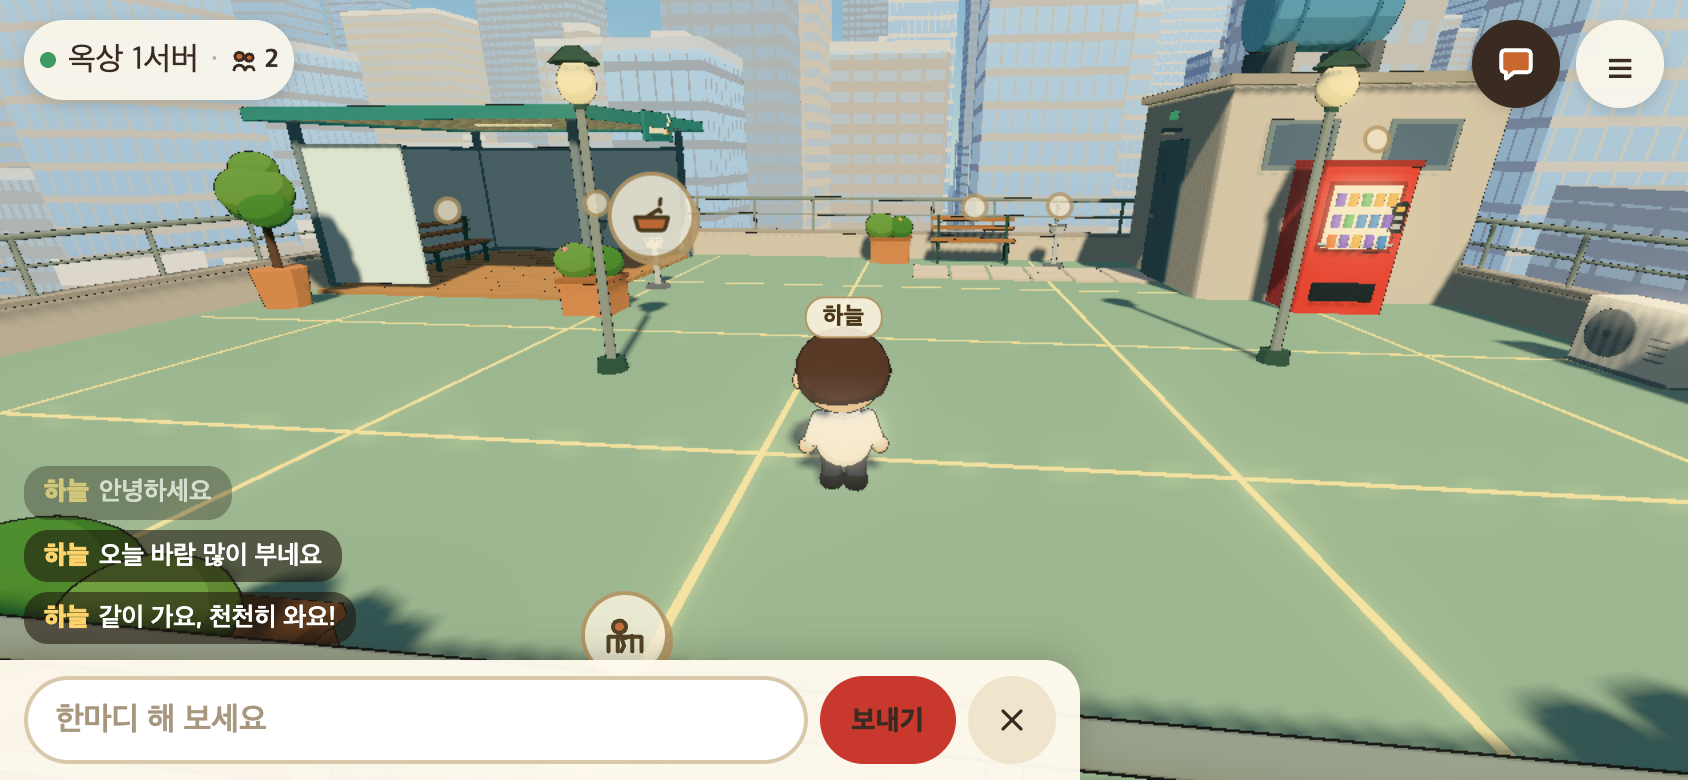 옥상 1서버 · 2
하늘
하늘 안녕하세요
하늘 오늘 바람 많이 부네요
하늘 같이 가요, 천천히 와요!
한마디 해 보세요
보내기